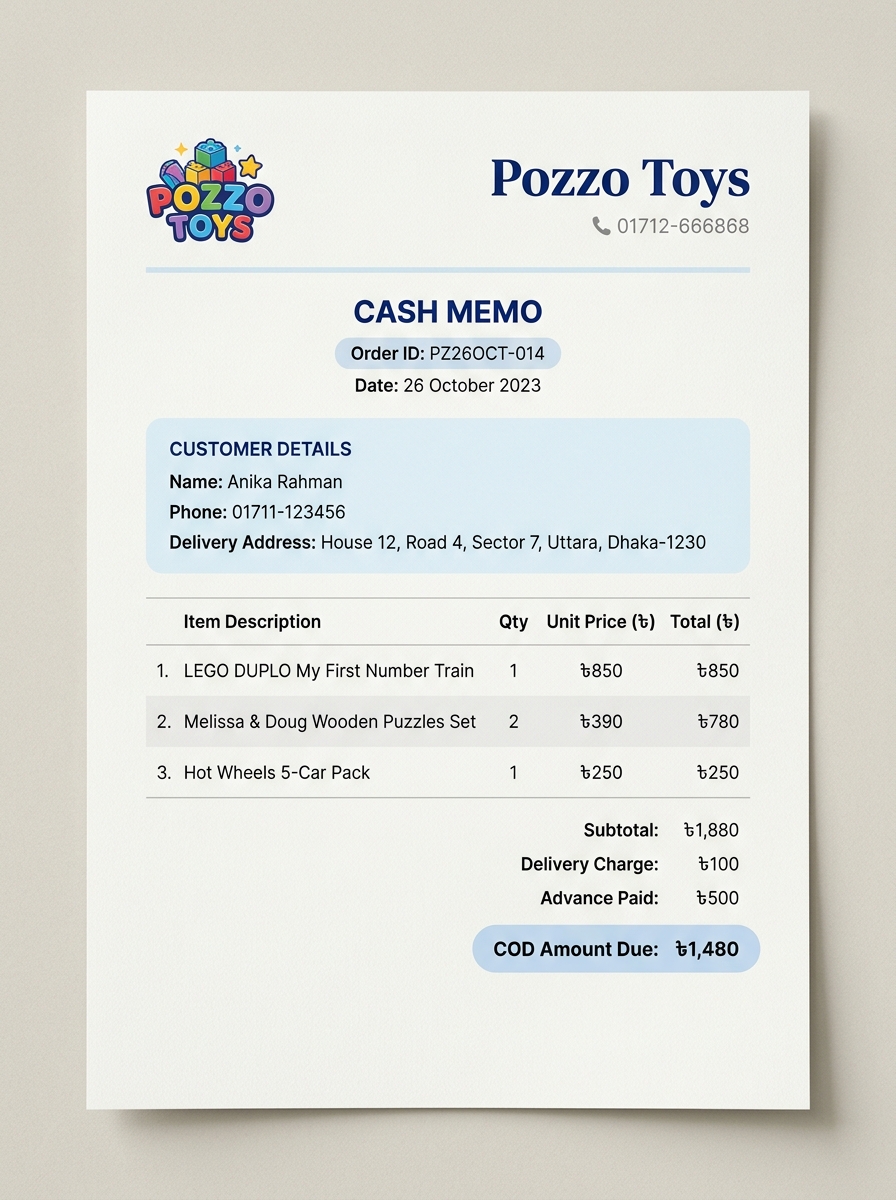 POZZO
TOYS
Pozzo Toys
01712-666868
CASH MEMO
Order ID: PZ26OCT-014
Date: 26 October 2023
CUSTOMER DETAILS
Name: Anika Rahman
Phone: 01711-123456
Delivery Address: House 12, Road 4, Sector 7, Uttara, Dhaka-1230
Item Description Qty Unit Price (৳) Total (৳)
1. LEGO DUPLO My First Number Train 1 ৳850 ৳850
2. Melissa & Doug Wooden Puzzles Set 2 ৳390 ৳780
3. Hot Wheels 5-Car Pack 1 ৳250 ৳250
Subtotal: ৳1,880
Delivery Charge: ৳100
Advance Paid: ৳500
COD Amount Due: ৳1,480